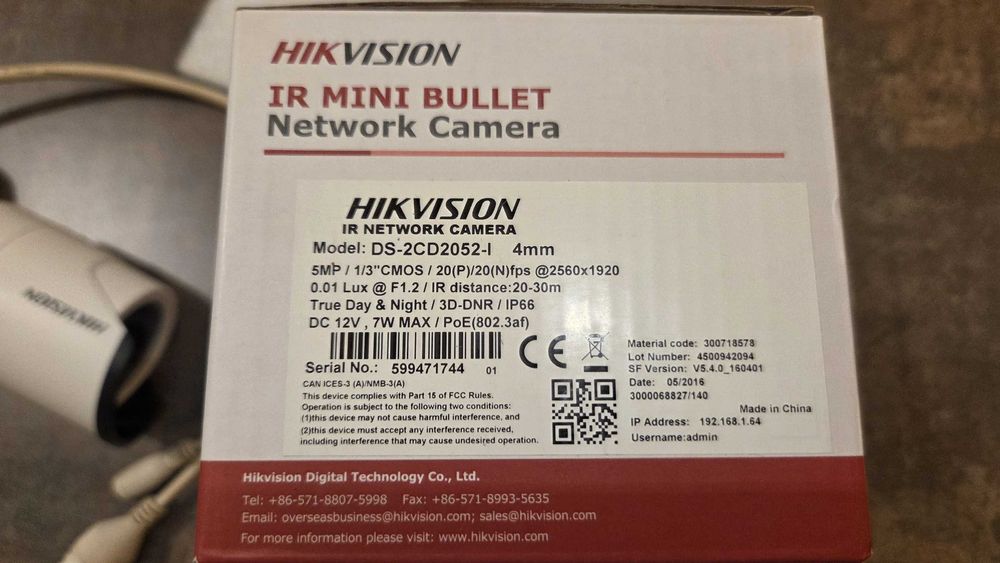 HIKVISION
IR MINI BULLET
Network Camera
HIKVISION
IR NETWORK CAMERA
Model: DS-2CD2052-I 4mm
5MP / 1/3"CMOS / 20(P)/20(N)fps @2560x1920
0.01 Lux @ F1.2 / IR distance:20-30m
True Day & Night / 3D-DNR / IP66
DC 12V , 7W MAX / PoE(802.3af)
Serial No.: 599471744 01
CAN ICES-3 (A)/NMB-3(A)
This device complies with Part 15 of FCC Rules.
Operation is subject to the following two conditions:
(1)this device may not cause harmful interference, and
(2)this device must accept any interference received,
including interference that may cause undesired operation.
CE
Material code: 300718578
Lot Number: 4500942094
SF Version: V5.4.0_160401
Date: 05/2016
3000068827/140
Made in China
IP Address: 192.168.1.64
Username:admin
Hikvision Digital Technology Co., Ltd.
Tel: +86-571-8807-5998 Fax: +86-571-8993-5635
Email: overseasbusiness@hikvision.com; sales@hikvision.com
For more information please visit: www.hikvision.com
HIKVISION